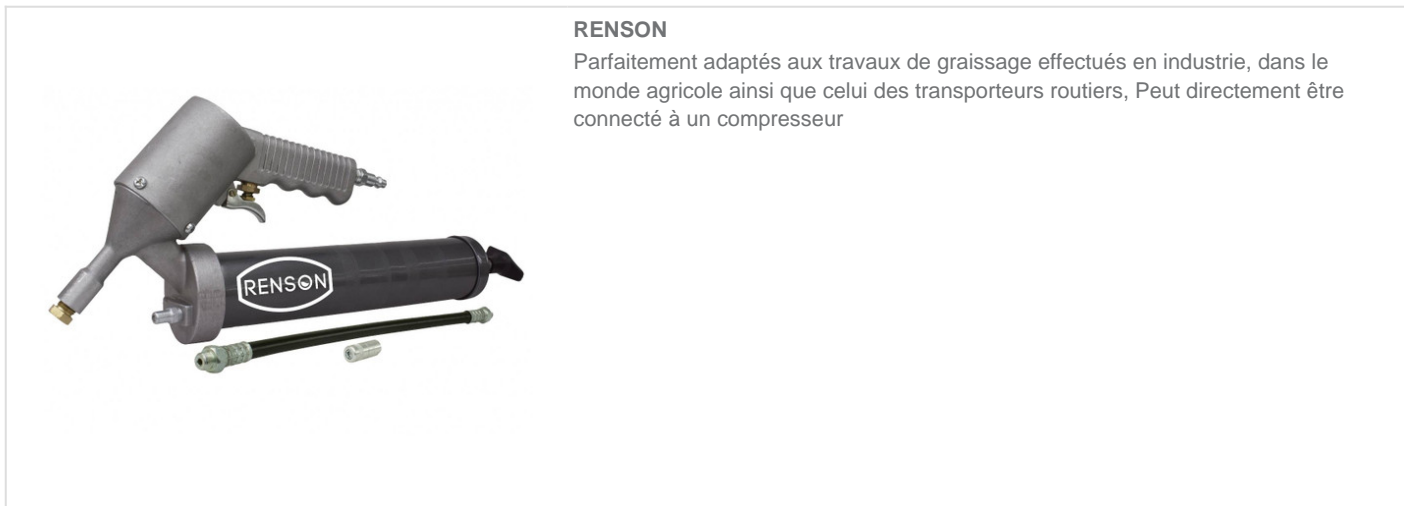 RENSON
Parfaitement adaptés aux travaux de graissage effectués en industrie, dans le
monde agricole ainsi que celui des transporteurs routiers, Peut directement être
connecté à un compresseur
RENSON